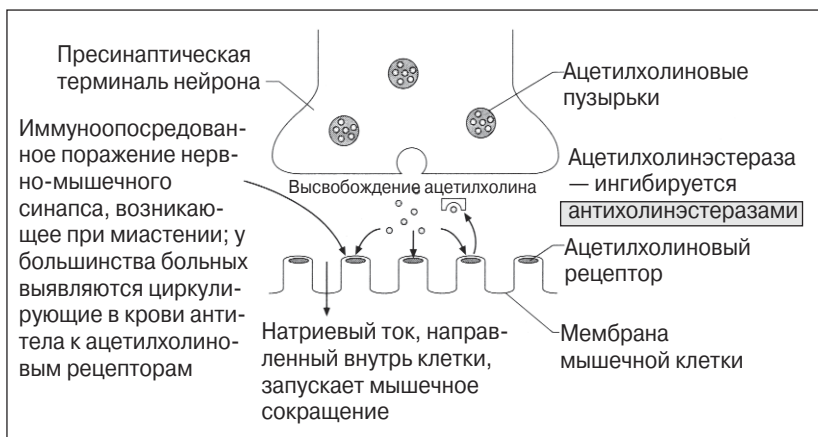 Пресинаптическая
терминаль нейрона
Ацетилхолиновые
пузырьки
Иммуноопосредован-
ное поражение нерв-
но-мышечного
синапса, возникаю-
щее при миастении; у
большинства больных
выявляются циркули-
рующие в крови анти-
тела к ацетилхолино-
вым рецепторам
Высвобождение ацетилхолина
Ацетилхолинэстераза
— ингибируется
антихолинэстеразами
Ацетилхолиновый
рецептор
Натриевый ток, направ-
ленный внутрь клетки,
запускает мышечное
сокращение
Мембрана
мышечной клетки